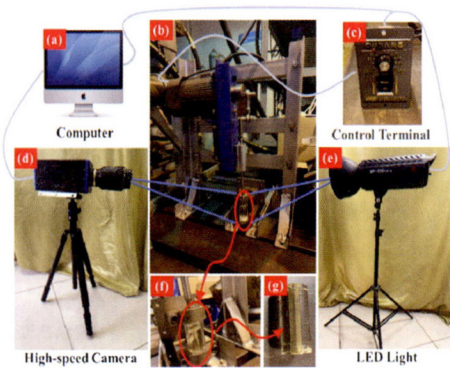 (a)
(b)
(c)
Computer
Control Terminal
(d)
(e)
(f)
(g)
High-speed Camera
LED Light